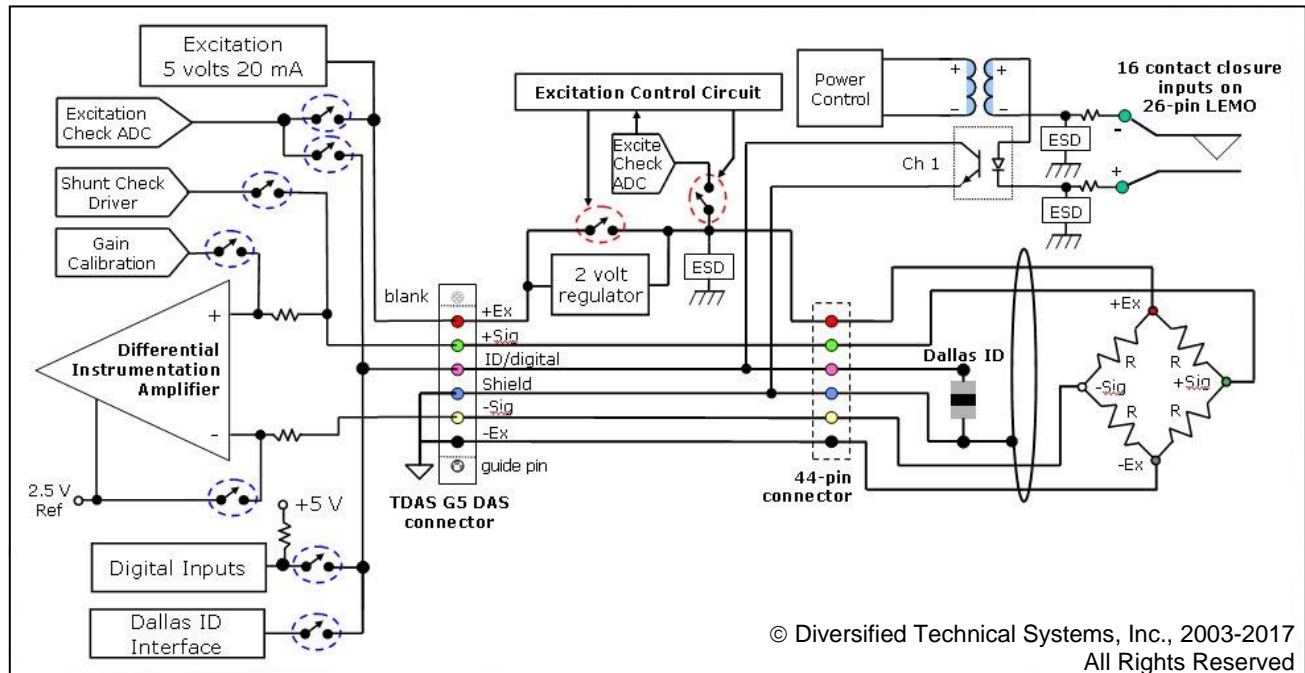 Excitation
5 volts 20 mA
Excitation
Check ADC
Shunt Check
Driver
Gain
Calibration
+
Differential
Instrumentation
Amplifier
-
2.5 V
Ref
+5 V
Digital Inputs
Dallas ID
Interface
blank
+Ex
+Sig
ID/digital
Shield
-Sig
-Ex
guide pin
TDAS G5 DAS
connector
Excitation Control Circuit
Excite
Check
ADC
2 volt
regulator
ESD
Power
Control
+
+
-
-
Ch 1
ESD
ESD
16 contact closure
inputs on
26-pin LEMO
-
+
44-pin
connector
Dallas ID
+Ex
R
R
-Sig
+Sig
R
R
-Ex
© Diversified Technical Systems, Inc., 2003-2017
All Rights Reserved